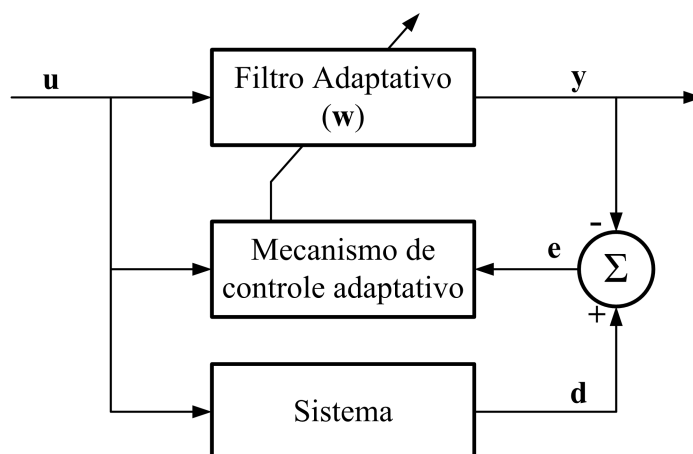 u
Filtro Adaptativo
(w)
y
-
Mecanismo de
controle adaptativo
e
Σ
+
Sistema
d